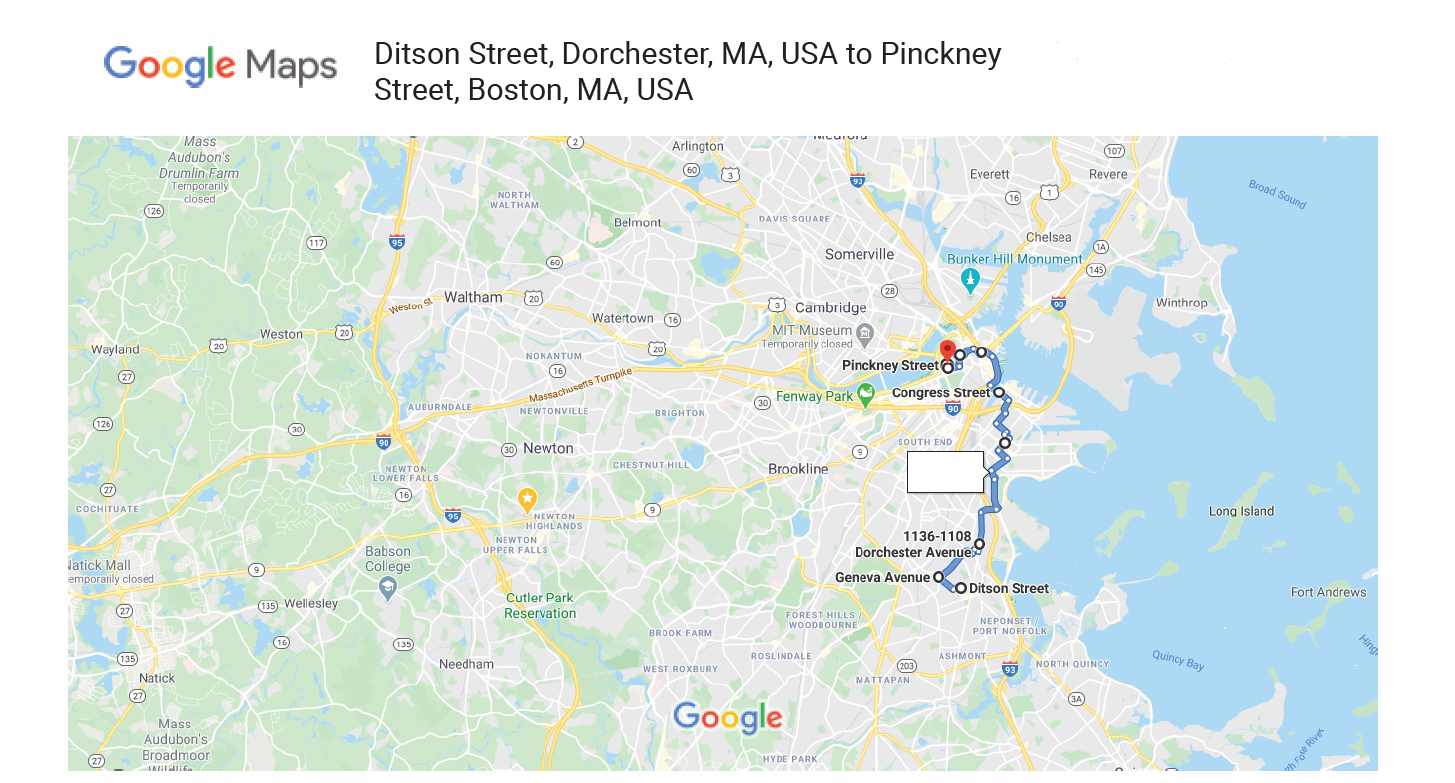 Google Maps
Ditson Street, Dorchester, MA, USA to Pinckney
Street, Boston, MA, USA
Mass
Audubon's
Drumlin Farm
Temporarily
closed
2
Arlington
Medford
107
60
3
93
Everett
Revere
126
NORTH
WALTHAM
16
1
Broad Sound
Belmont
DAVIS SQUARE
117
95
Chelsea
1A
Somerville
Bunker Hill Monument
60
145
28
Weston St
Waltham
20
3
Cambridge
90
Winthrop
Watertown
16
MIT Museum
Temporarily closed
Weston
20
Wayland
20
20
NONANTUM
Pinckney Street
27
16
Massachusetts Turnpike
Congress Street
Fenway Park
30
90
AUBURNDALE
NEWTONVILLE
BRIGHTON
126
30
90
SOUTH END
30
Newton
9
CHESTNUT HILL
Brookline
NEWTON
LOWER FALLS
27
16
COCHITUATE
95
NEWTON
HIGHLANDS
9
Long Island
NEWTON
UPPER FALLS
1136-1108
Dorchester Avenue
Babson
College
Natick Mall
emporarily closed
9
Geneva Avenue
Ditson Street
Fort Andrews
27
135
Wellesley
Cutler Park
Reservation
FOREST HILLS
WOODBOURNE
NEPONSET
PORT NORFOLK
16
135
BROOK FARM
135
Needham
WEST ROXBURY
ROSLINDALE
203
ASHMONT
93
NORTH QUINCY
Quincy Bay
Natick
MATTAPAN
27
3A
Google
Mass
Audubon's
Broadmoor
Wildlife
27
HYDE PARK